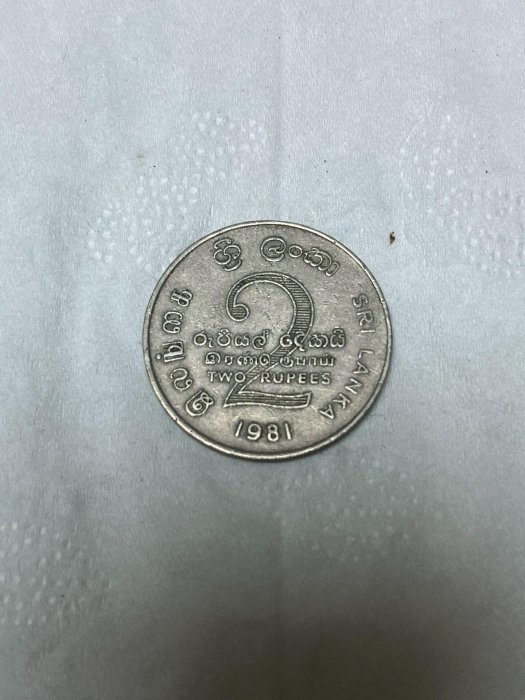 ශ්‍රී ලංකා
இலங்கை
SRI LANKA
2
රුපියල් දෙකයි
இரண்டு ரூபாய்
TWO RUPEES
1981